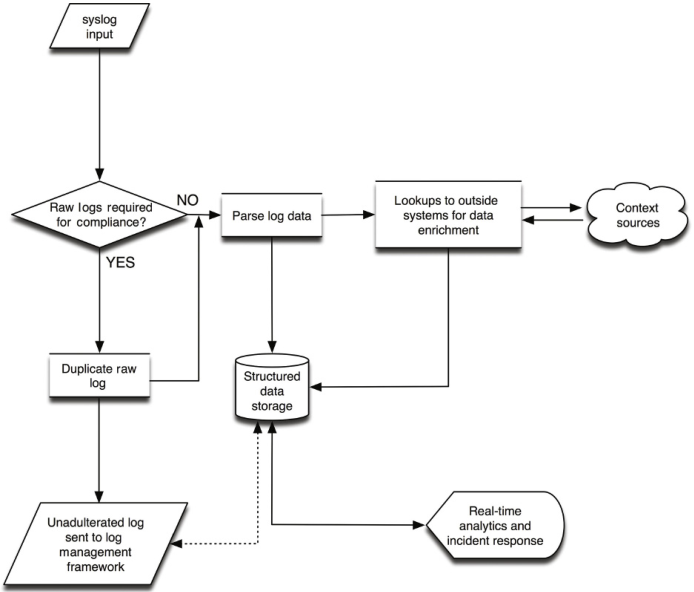 syslog
input
Raw logs required
for compliance?
NO
YES
Parse log data
Lookups to outside
systems for data
enrichment
Context
sources
Duplicate raw
log
Structured
data
storage
Unadulterated log
sent to log
management
framework
Real-time
analytics and
incident response